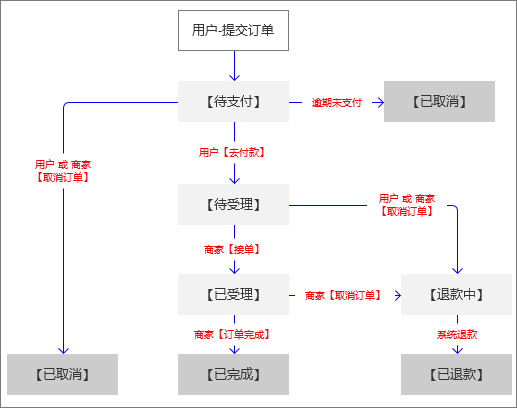 用户-提交订单
【待支付】
逾期未支付
【已取消】
用户 或 商家
【取消订单】
用户【去付款】
【待受理】
用户 或 商家
【取消订单】
商家【接单】
【已受理】
商家【取消订单】
【退款中】
商家【订单完成】
系统退款
【已取消】
【已完成】
【已退款】